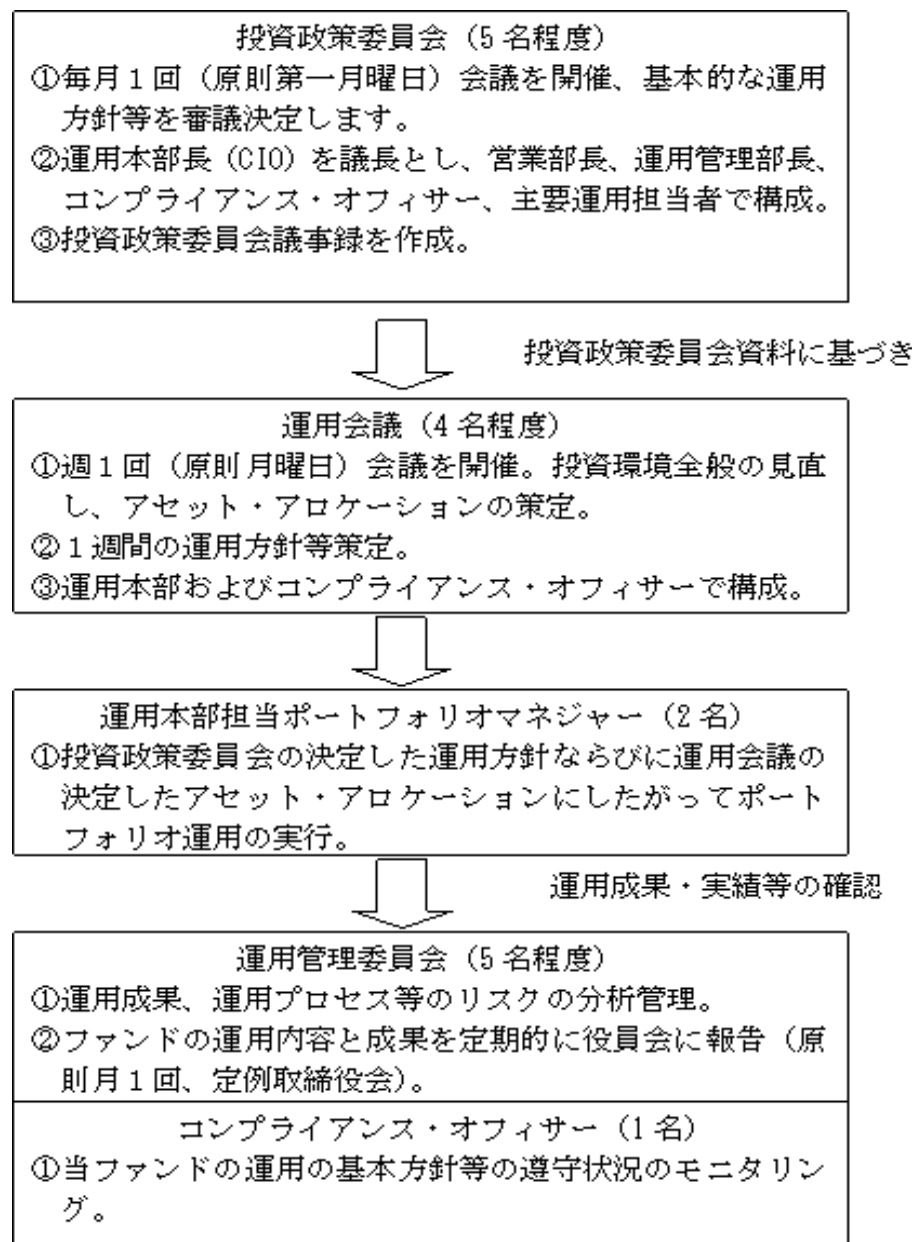 投資政策委員会（5名程度）
①毎月1回（原則第一月曜日）会議を開催、基本的な運用
方針等を審議決定します。
②運用本部長（CIO）を議長とし、営業部長、運用管理部長、
コンプライアンス・オフィサー、主要運用担当者で構成。
③投資政策委員会議事録を作成。
投資政策委員会資料に基づき
運用会議（4名程度）
①週1回（原則月曜日）会議を開催。投資環境全般の見直
し、アセット・アロケーションの策定。
②1週間の運用方針等策定。
③運用本部およびコンプライアンス・オフィサーで構成。
運用本部担当ポートフォリオマネジャー（2名）
①投資政策委員会の決定した運用方針ならびに運用会議の
決定したアセット・アロケーションにしたがってポート
フォリオ運用の実行。
運用成果・実績等の確認
運用管理委員会（5名程度）
①運用成果、運用プロセス等のリスクの分析管理。
②ファンドの運用内容と成果を定期的に役員会に報告（原
則月1回、定例取締役会）。
コンプライアンス・オフィサー（1名）
①当ファンドの運用の基本方針等の遵守状況のモニタリン
グ。